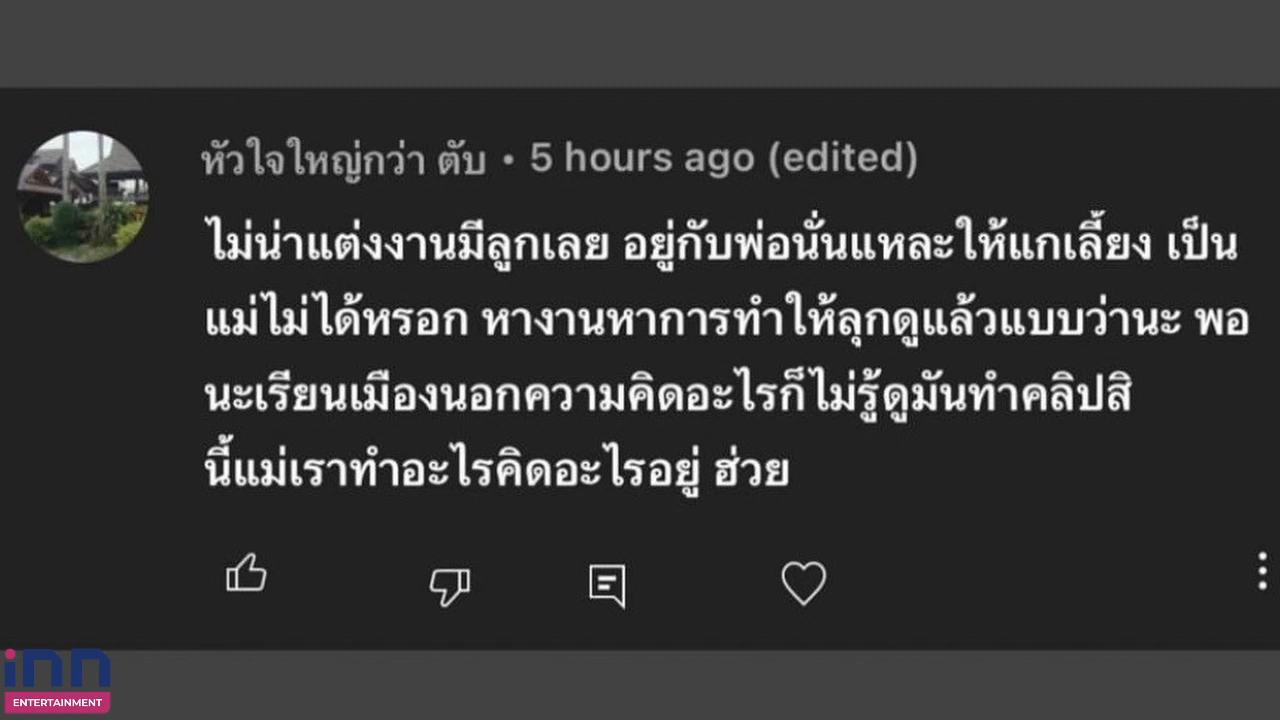 หัวใจใหญ่กว่า ตับ • 5 hours ago (edited)
ไม่น่าแต่งงานมีลูกเลย อยู่กับพ่อนั่นแหละให้แกเลี้ยง เป็น
แม่ไม่ได้หรอก หางานหาการทำให้ลุกดูแล้วแบบว่านะ พอ
นะเรียนเมืองนอกความคิดอะไรก็ไม่รู้ดูมันทำคลิปสิ
นี้แม่เราทำอะไรคิดอะไรอยู่ ฮ่วย
inn
ENTERTAINMENT